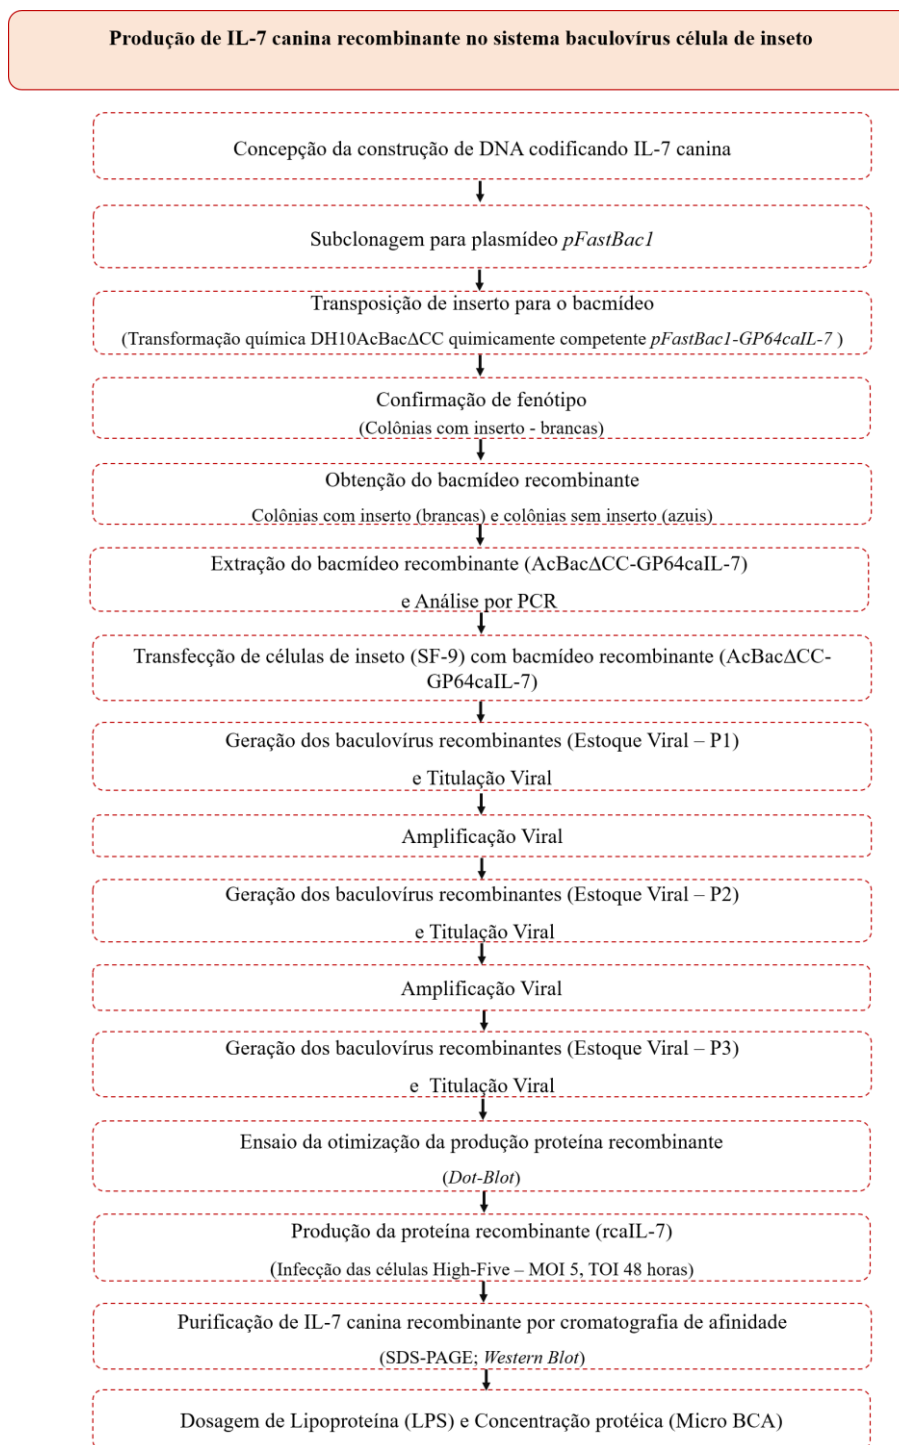 Produção de IL-7 canina recombinante no sistema baculovírus célula de inseto
Concepção da construção de DNA codificando IL-7 canina
Subclonagem para plasmídeo pFastBac1
Transposição de inserto para o bacmídeo
(Transformação química DH10AcBac∆CC quimicamente competente pFastBac1-GP64caIL-7 )
Confirmação de fenótipo
(Colônias com inserto - brancas)
Obtenção do bacmídeo recombinante
Colônias com inserto (brancas) e colônias sem inserto (azuis)
Extração do bacmídeo recombinante (AcBac∆CC-GP64caIL-7)
e Análise por PCR
Transfecção de células de inseto (SF-9) com bacmídeo recombinante (AcBac∆CC-
GP64caIL-7)
Geração dos baculovírus recombinantes (Estoque Viral – P1)
e Titulação Viral
Amplificação Viral
Geração dos baculovírus recombinantes (Estoque Viral – P2)
e Titulação Viral
Amplificação Viral
Geração dos baculovírus recombinantes (Estoque Viral – P3)
e Titulação Viral
Ensaio da otimização da produção proteína recombinante
(Dot-Blot)
Produção da proteína recombinante (rcaIL-7)
(Infecção das células High-Five – MOI 5, TOI 48 horas)
Purificação de IL-7 canina recombinante por cromatografia de afinidade
(SDS-PAGE; Western Blot)
Dosagem de Lipoproteína (LPS) e Concentração protéica (Micro BCA)